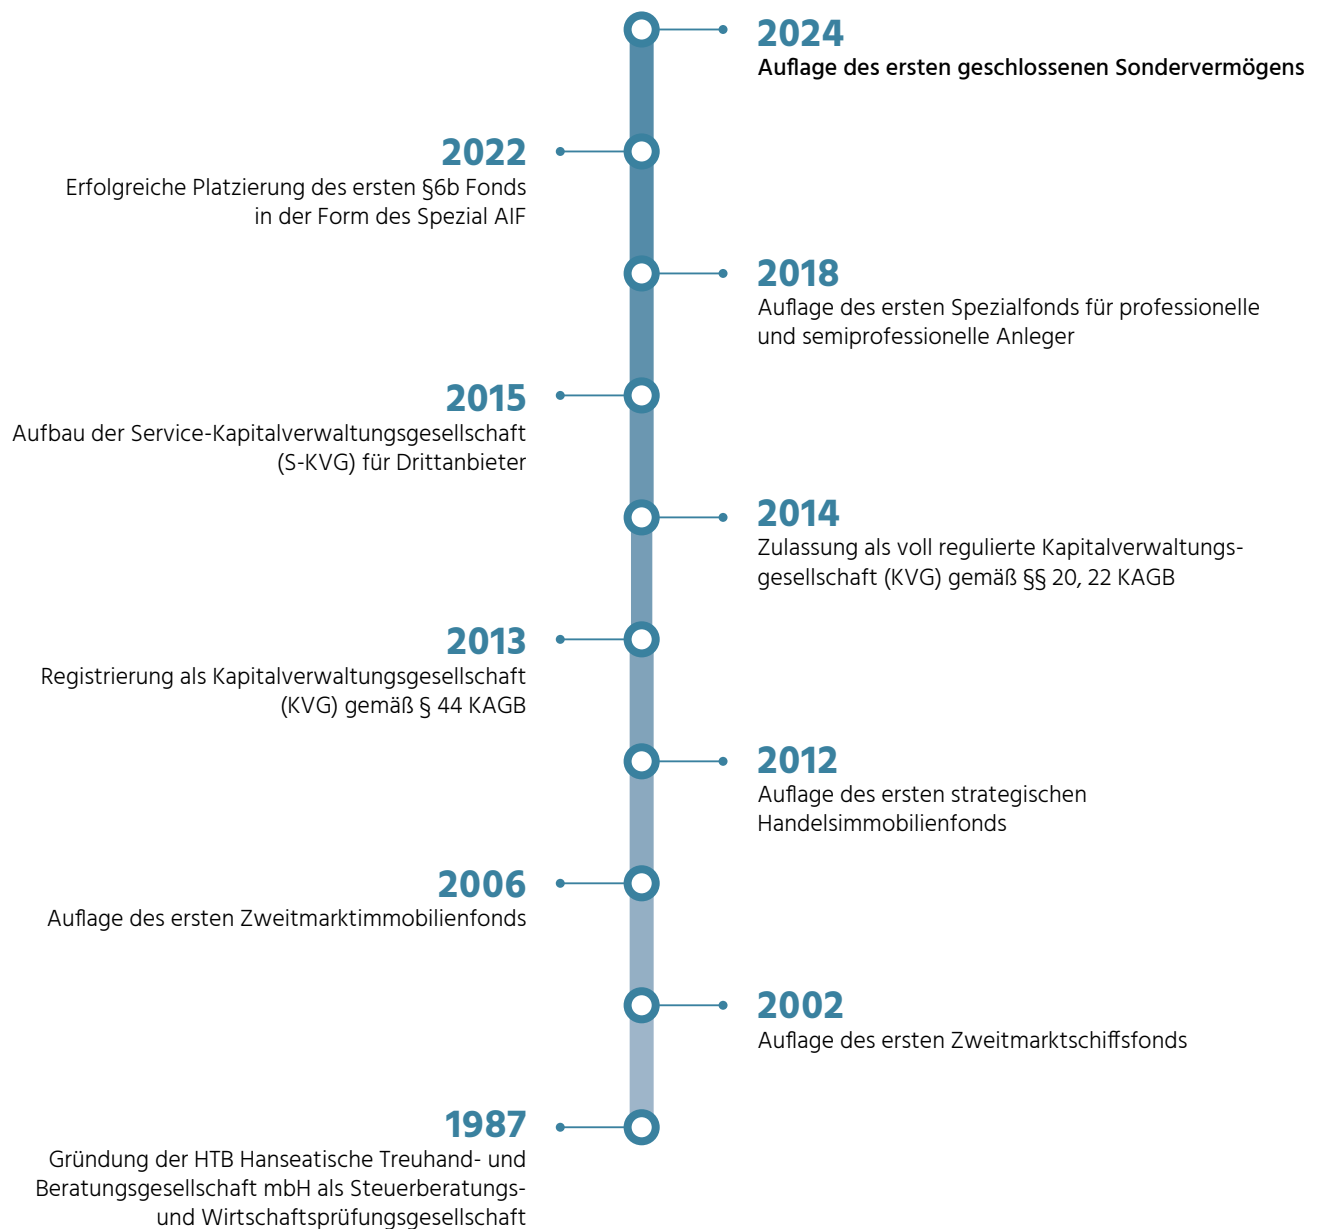 2024
Auflage des ersten geschlossenen Sondervermögens
2022
Erfolgreiche Platzierung des ersten §6b Fonds
in der Form des Spezial AIF
2018
Auflage des ersten Spezialfonds für professionelle
und semiprofessionelle Anleger
2015
Aufbau der Service-Kapitalverwaltungsgesellschaft
(S-KVG) für Drittanbieter
2014
Zulassung als voll regulierte Kapitalverwaltungs-
gesellschaft (KVG) gemäß §§ 20, 22 KAGB
2013
Registrierung als Kapitalverwaltungsgesellschaft
(KVG) gemäß § 44 KAGB
2012
Auflage des ersten strategischen
Handelsimmobilienfonds
2006
Auflage des ersten Zweitmarktimmobilienfonds
2002
Auflage des ersten Zweitmarktschiffsfonds
1987
Gründung der HTB Hanseatische Treuhand- und
Beratungsgesellschaft mbH als Steuerberatungs-
und Wirtschaftsprüfungsgesellschaft